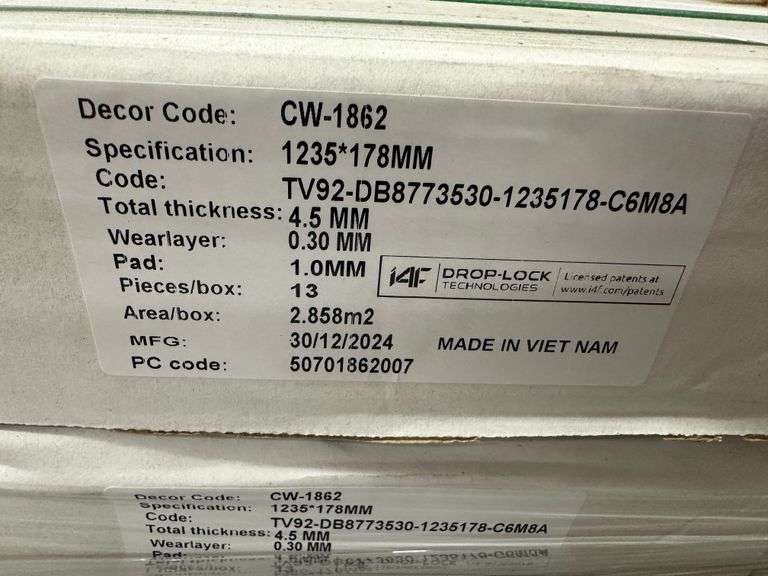 Decor Code: CW-1862
Specification: 1235*178MM
Code: TV92-DB8773530-1235178-C6M8A
Total thickness: 4.5 MM
Wearlayer: 0.30 MM
Pad: 1.0MM
i4F DROP-LOCK TECHNOLOGIES Licensed patents at www.i4f.com/patents
Pieces/box: 13
Area/box: 2.858m2
MFG: 30/12/2024 MADE IN VIET NAM
PC code: 50701862007
Decor Code: CW-1862
Specification: 1235*178MM
Code: TV92-DB8773530-1235178-C6M8A
Total thickness: 4.5 MM
Wearlayer: 0.30 MM
Pad: